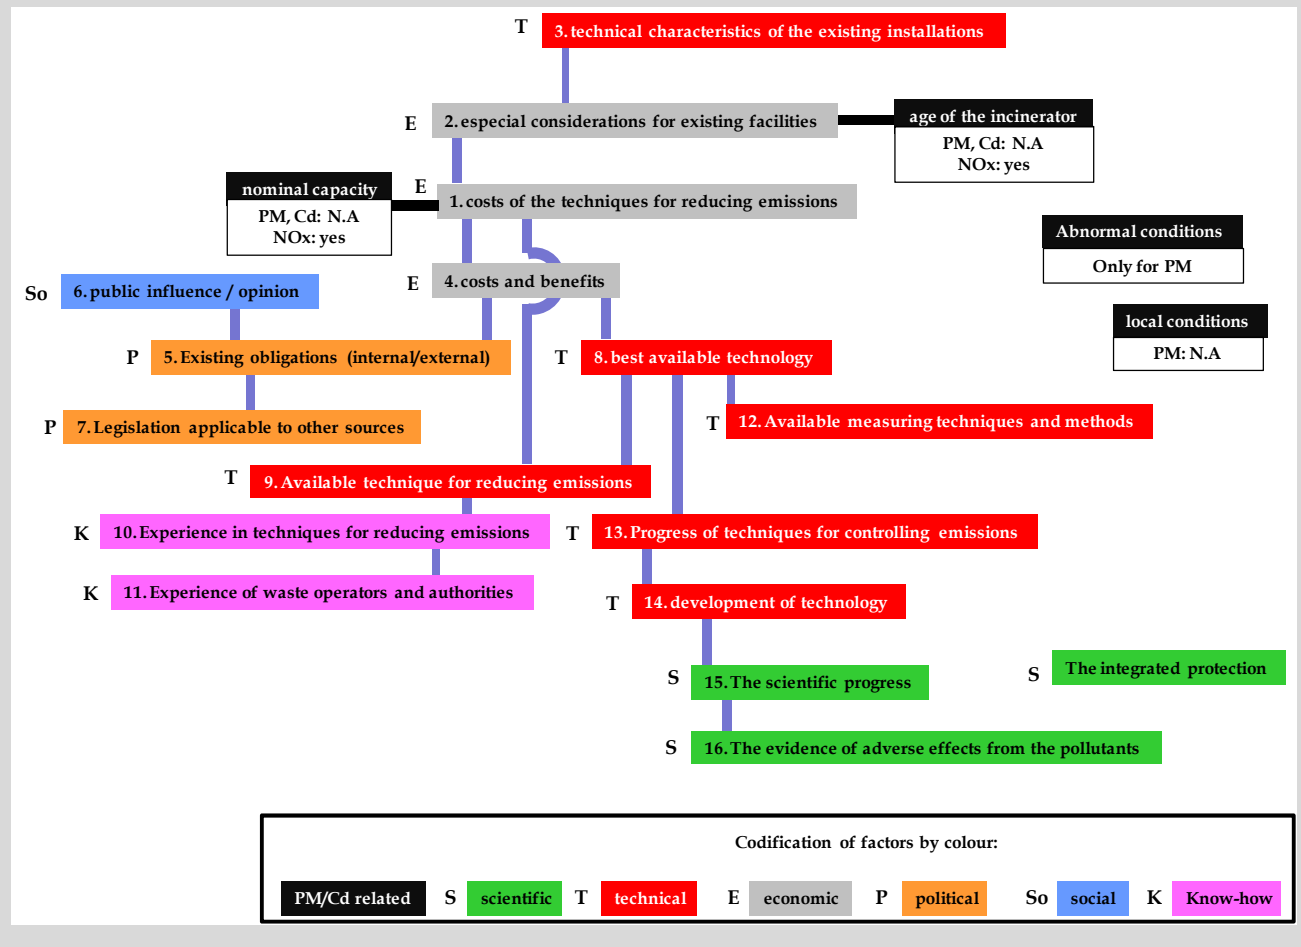 T 3. technical characteristics of the existing installations
E 2. especial considerations for existing facilities
age of the incinerator
PM, Cd: N.A
NOx: yes
nominal capacity
PM, Cd: N.A
NOx: yes
E 1. costs of the techniques for reducing emissions
Abnormal conditions
Only for PM
E 4. costs and benefits
So 6. public influence / opinion
local conditions
PM: N.A
P 5. Existing obligations (internal/external)
T 8. best available technology
P 7. Legislation applicable to other sources
T 12. Available measuring techniques and methods
T 9. Available technique for reducing emissions
K 10. Experience in techniques for reducing emissions
T 13. Progress of techniques for controlling emissions
K 11. Experience of waste operators and authorities
T 14. development of technology
S 15. The scientific progress
S The integrated protection
S 16. The evidence of adverse effects from the pollutants
Codification of factors by colour:
PM/Cd related S scientific T technical E economic P political So social K Know-how